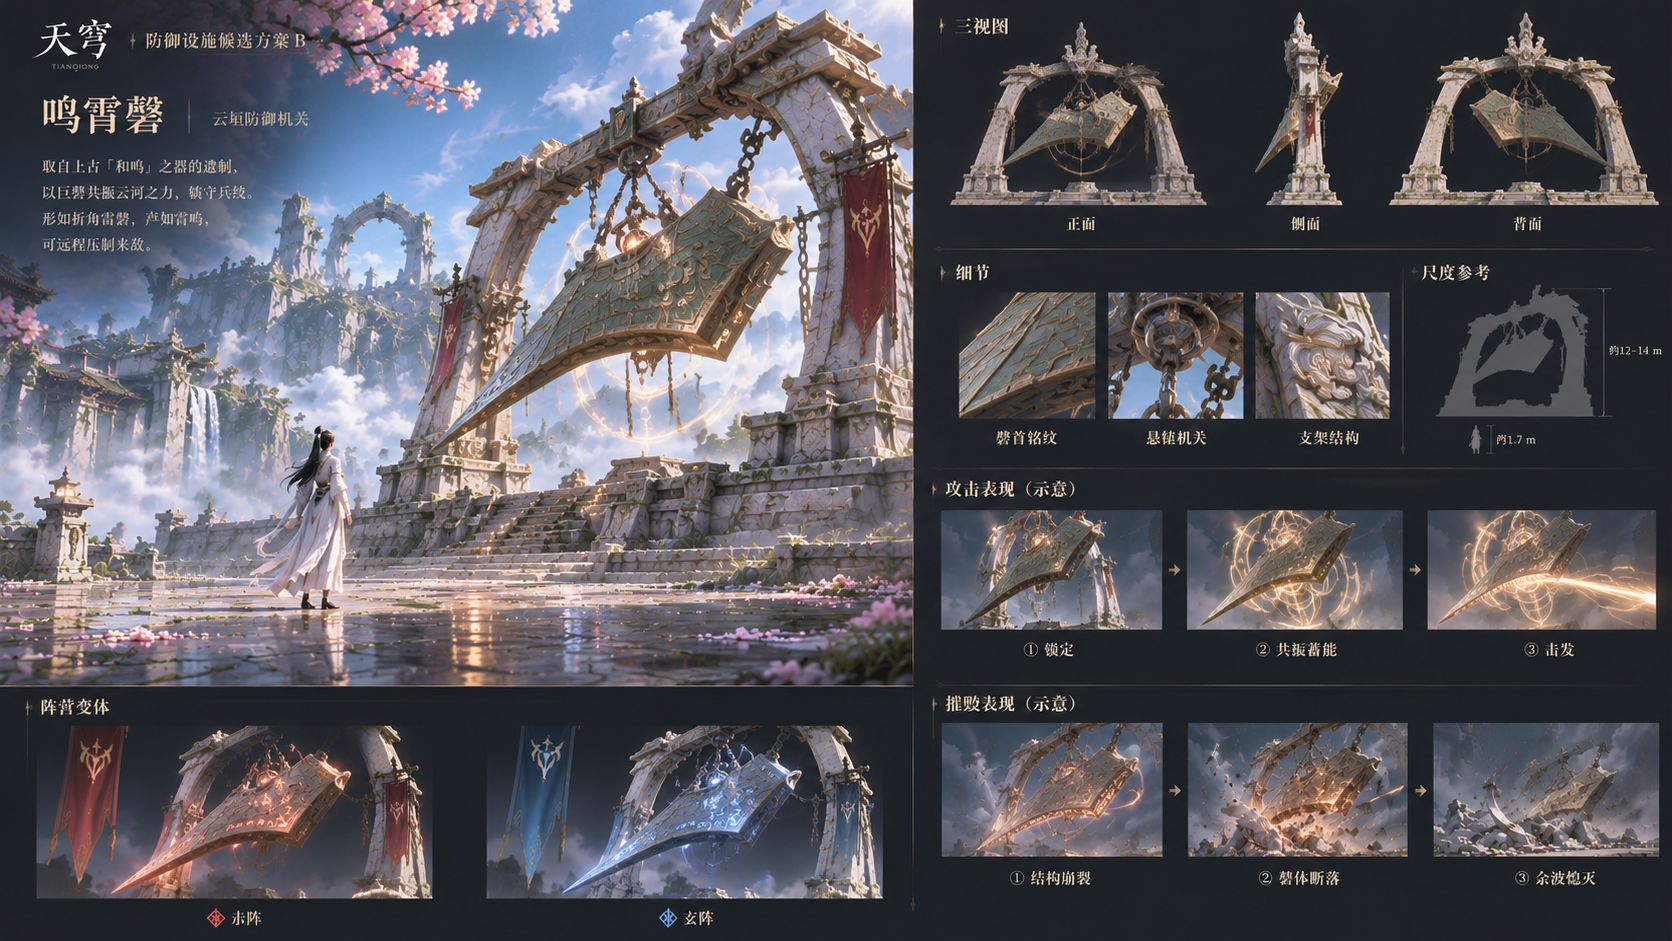 天穹
TIANQIONG
防御设施候选方案 B
鸣霄磬
云垣防御机关
取自上古「和鸣」之器的遗制，
以巨磬共振云河之力，镇守兵绫。
形如折角雷磬，声如雷鸣，
可远程压制来敌。
三视图
正面
侧面
背面
细节
磬首铭纹
悬链机关
支架结构
尺度参考
约12-14 m
约1.7 m
攻击表现（示意）
① 锁定
② 共振蓄能
③ 击发
摧毁表现（示意）
① 结构崩裂
② 磬体断落
③ 余波熄灭
阵营变体
赤阵
玄阵